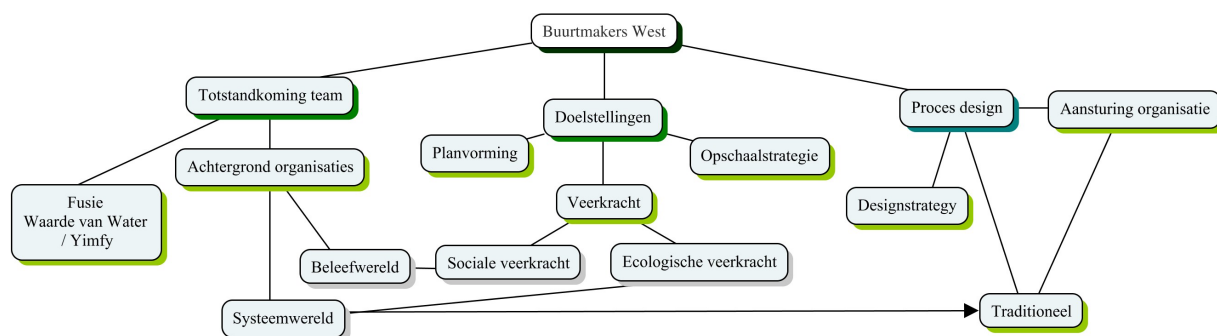 Buurtmakers West
Totstandkoming team
Doelstellingen
Proces design
Aansturing organisatie
Planvorming
Opschaalstrategie
Achtergrond organisaties
Fusie
Waarde van Water
/ Yimfy
Veerkracht
Designstrategy
Beleefwereld
Sociale veerkracht
Ecologische veerkracht
Systeemwereld
Traditioneel